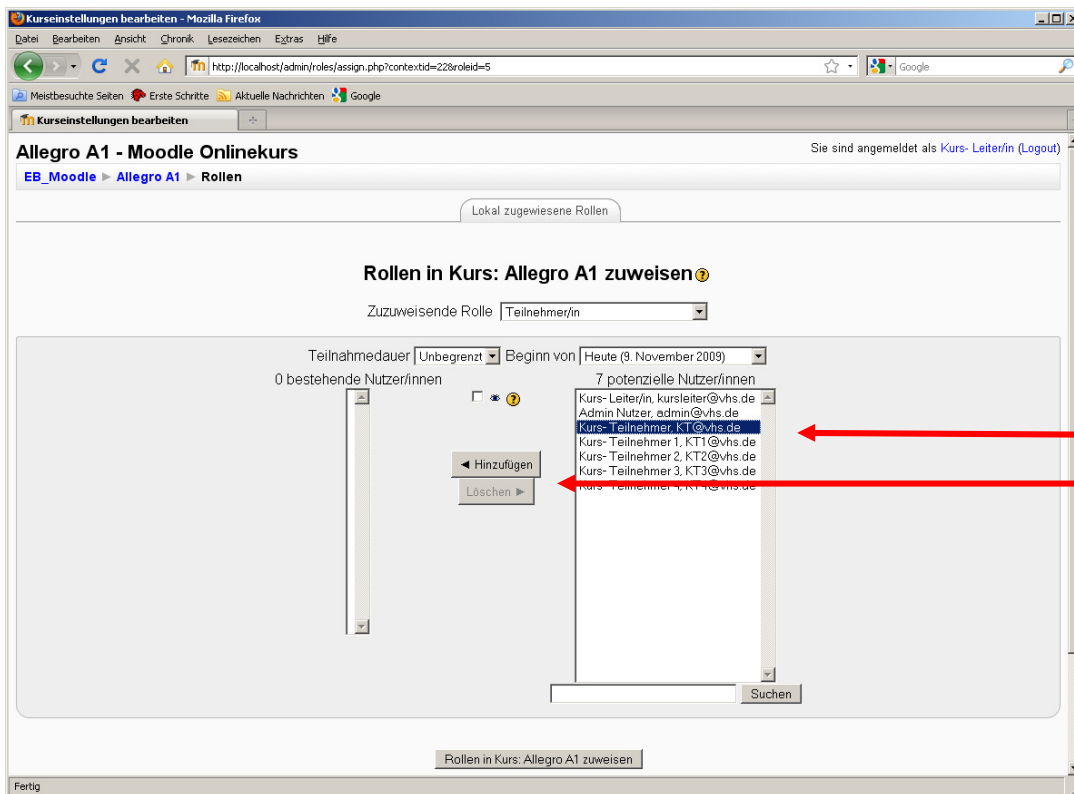 Kurseinstellungen bearbeiten - Mozilla Firefox
Datei Bearbeiten Ansicht Chronik Lesezeichen Extras Hilfe
http://localhost/admin/roles/assign.php?contextid=22&roleid=5
Google
Meistbesuchte Seiten Erste Schritte Aktuelle Nachrichten Google
Kurseinstellungen bearbeiten
Allegro A1 - Moodle Onlinekurs
Sie sind angemeldet als Kurs- Leiter/in (Logout)
EB_Moodle ► Allegro A1 ► Rollen
Lokal zugewiesene Rollen
Rollen in Kurs: Allegro A1 zuweisen
Zuzuweisende Rolle Teilnehmer/in
Teilnahmedauer Unbegrenzt Beginn von Heute (9. November 2009)
0 bestehende Nutzer/innen
7 potenzielle Nutzer/innen
Kurs- Leiter/in, kursleiter@vhs.de
Admin Nutzer, admin@vhs.de
Kurs- Teilnehmer, KT@vhs.de
Kurs- Teilnehmer 1, KT1@vhs.de
Kurs- Teilnehmer 2, KT2@vhs.de
Kurs- Teilnehmer 3, KT3@vhs.de
Kurs- Teilnehmer 4, KT4@vhs.de
◄ Hinzufügen
Löschen ►
Suchen
Rollen in Kurs: Allegro A1 zuweisen
Fertig